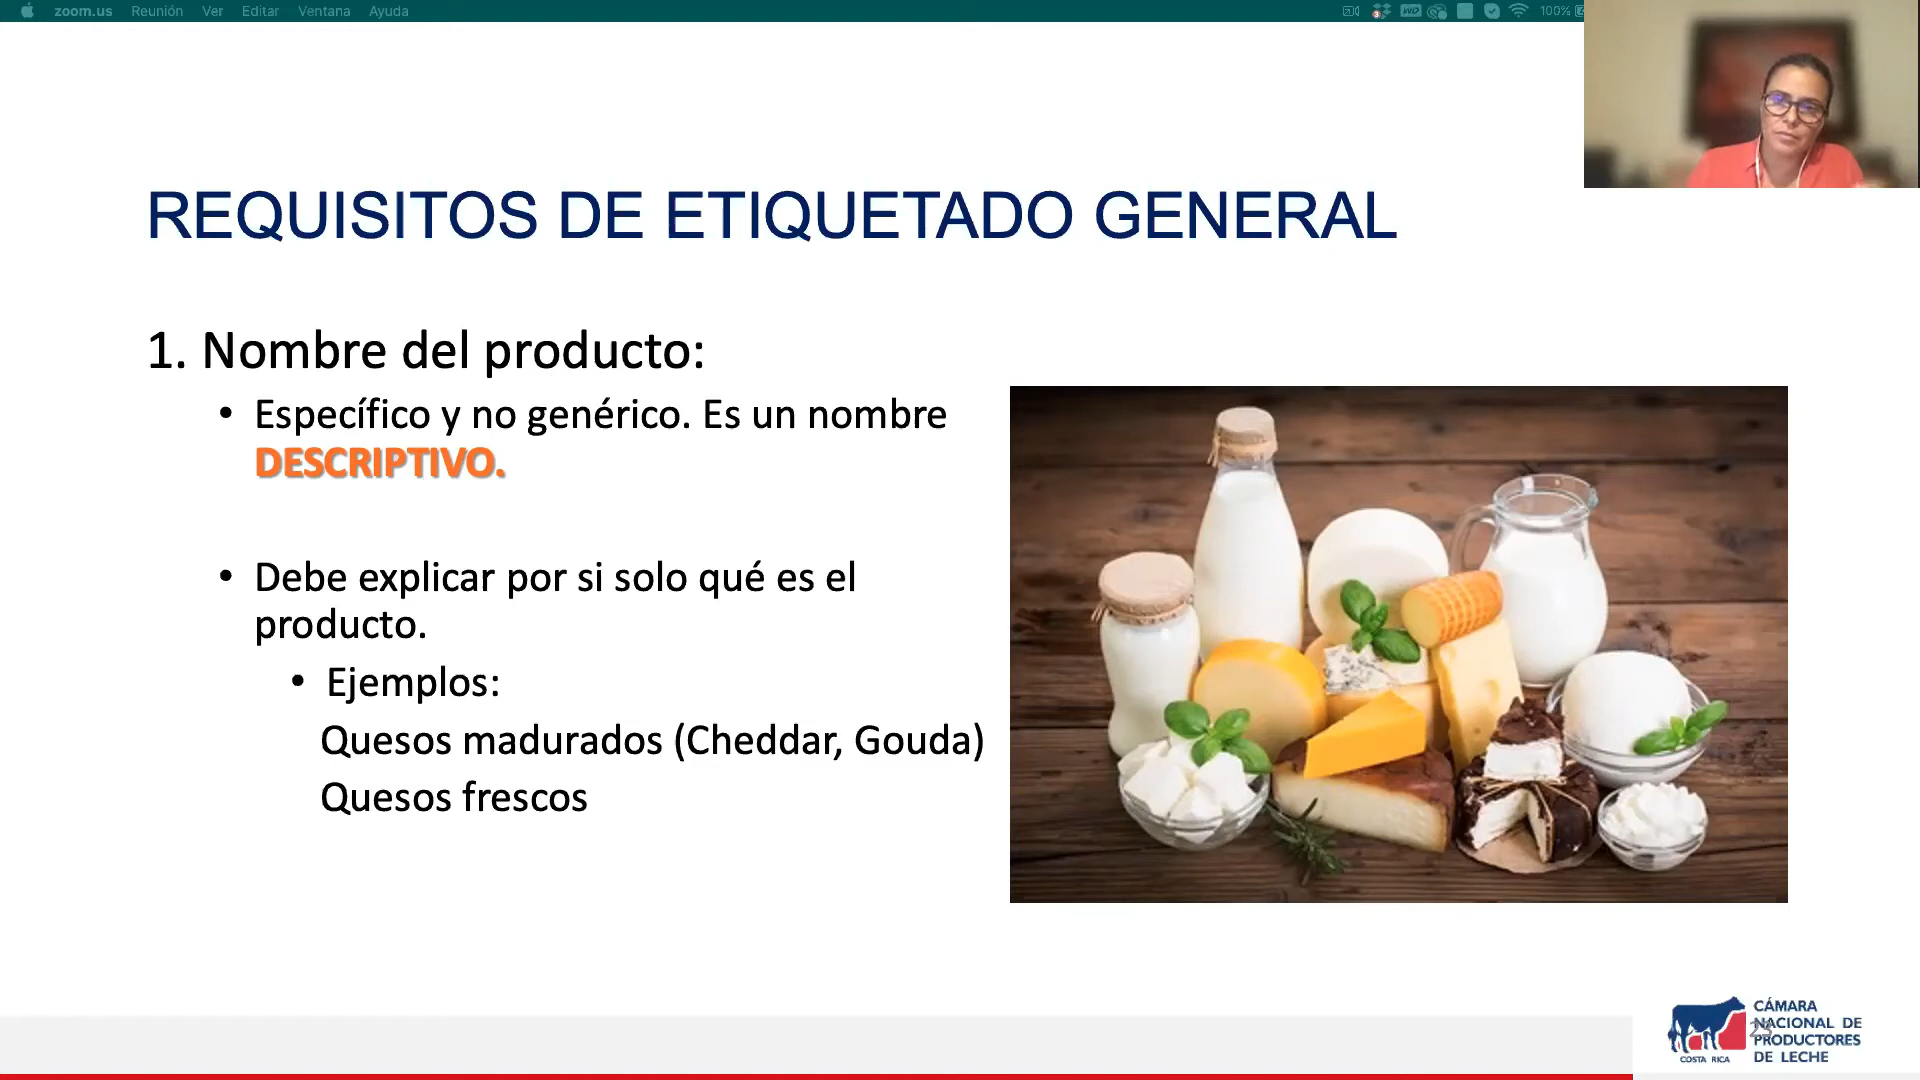 zoom.us Reunión Ver Editar Ventana Ayuda 100%
REQUISITOS DE ETIQUETADO GENERAL
1. Nombre del producto:
• Específico y no genérico. Es un nombre
DESCRIPTIVO.
• Debe explicar por si solo qué es el
producto.
• Ejemplos:
Quesos madurados (Cheddar, Gouda)
Quesos frescos
CÁMARA
NACIONAL DE
PRODUCTORES
DE LECHE
COSTA RICA
23